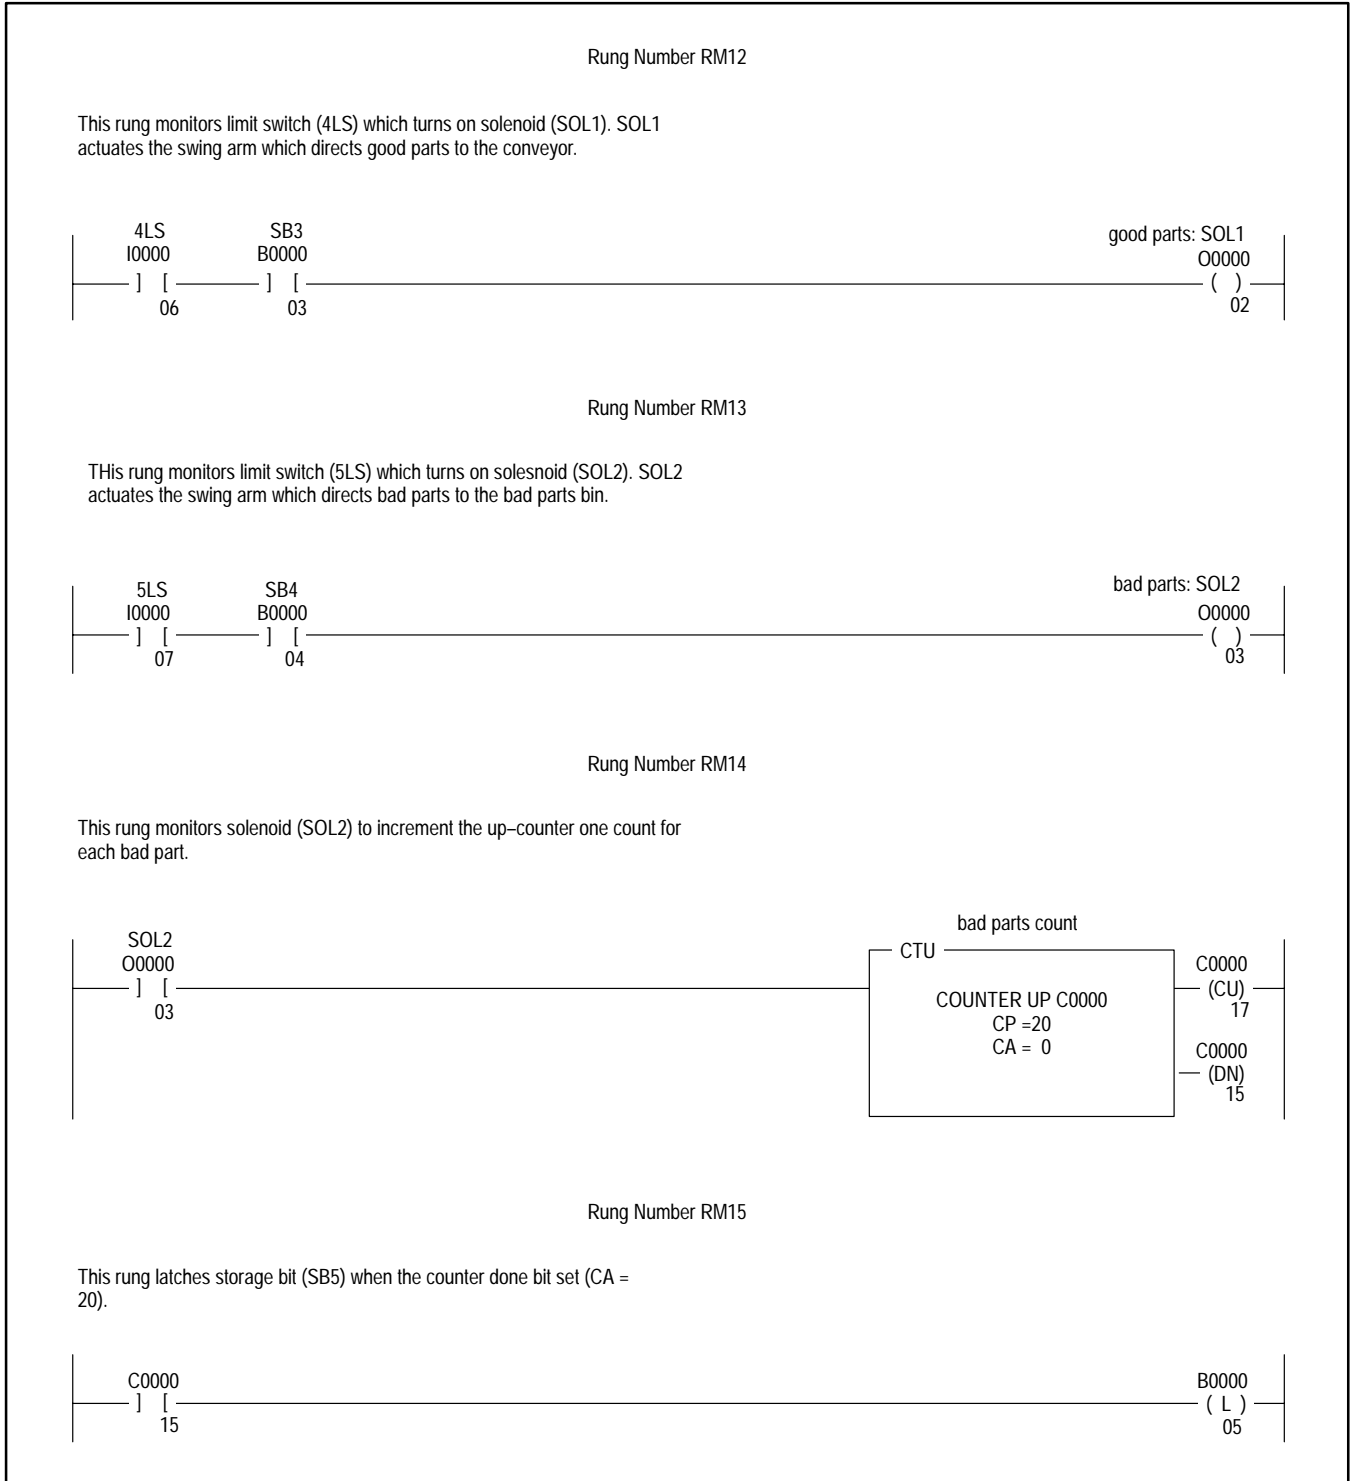 Rung Number RM12
This rung monitors limit switch (4LS) which turns on solenoid (SOL1). SOL1
actuates the swing arm which directs good parts to the conveyor.
4LS SB3 good parts: SOL1
I0000 B0000 O0000
] [ ] [ ( )
06 03 02
Rung Number RM13
THis rung monitors limit switch (5LS) which turns on solesnoid (SOL2). SOL2
actuates the swing arm which directs bad parts to the bad parts bin.
5LS SB4 bad parts: SOL2
I0000 B0000 O0000
] [ ] [ ( )
07 04 03
Rung Number RM14
This rung monitors solenoid (SOL2) to increment the up–counter one count for
each bad part.
bad parts count
SOL2 CTU
O0000 C0000
] [ COUNTER UP C0000 (CU)
03 CP =20 17
CA = 0 C0000
(DN)
15
Rung Number RM15
This rung latches storage bit (SB5) when the counter done bit set (CA =
20).
C0000 B0000
] [ ( L )
15 05